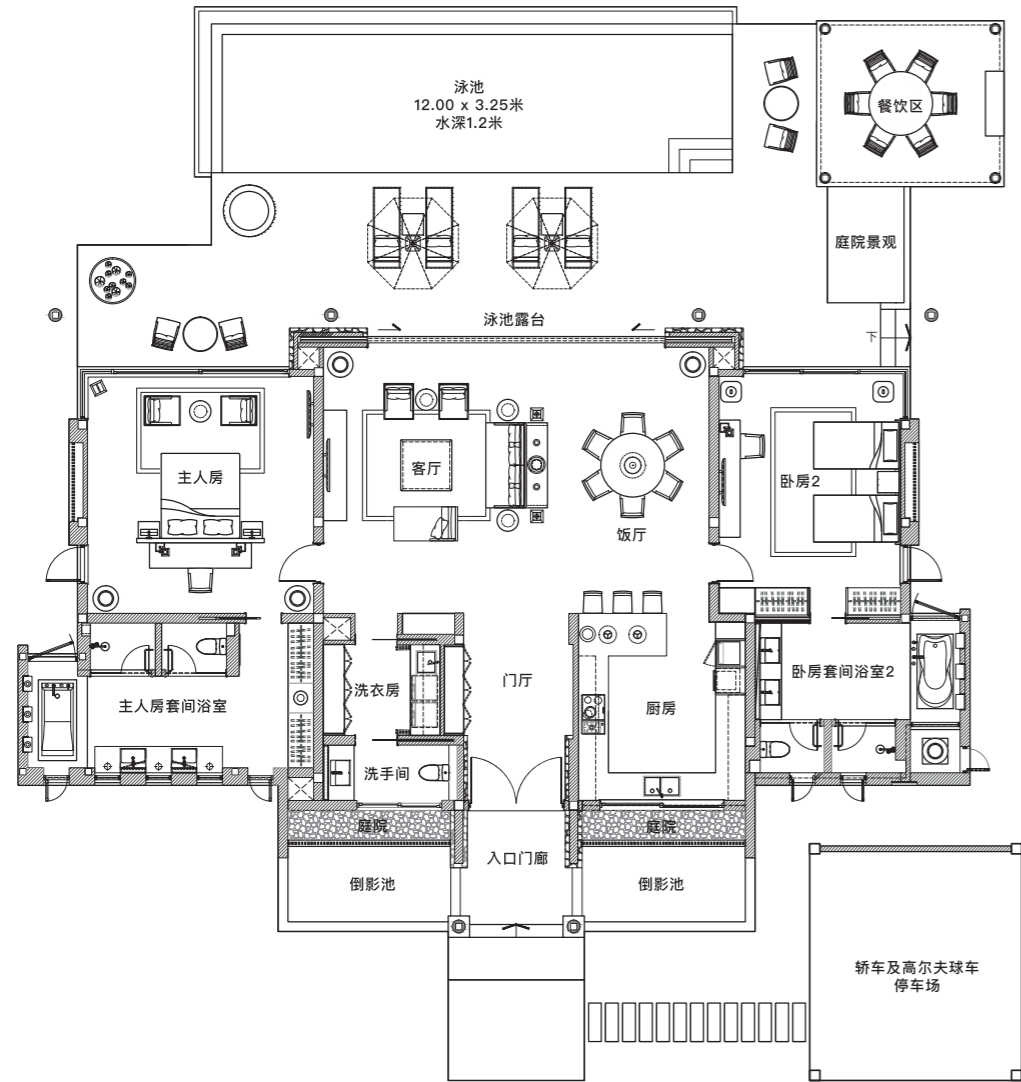 泳池
12.00 x 3.25米
水深1.2米
餐饮区
庭院景观
泳池露台
下
主人房
客厅
饭厅
卧房2
主人房套间浴室
洗衣房
门厅
厨房
卧房套间浴室2
洗手间
庭院
庭院
入口门廊
倒影池
倒影池
轿车及高尔夫球车
停车场